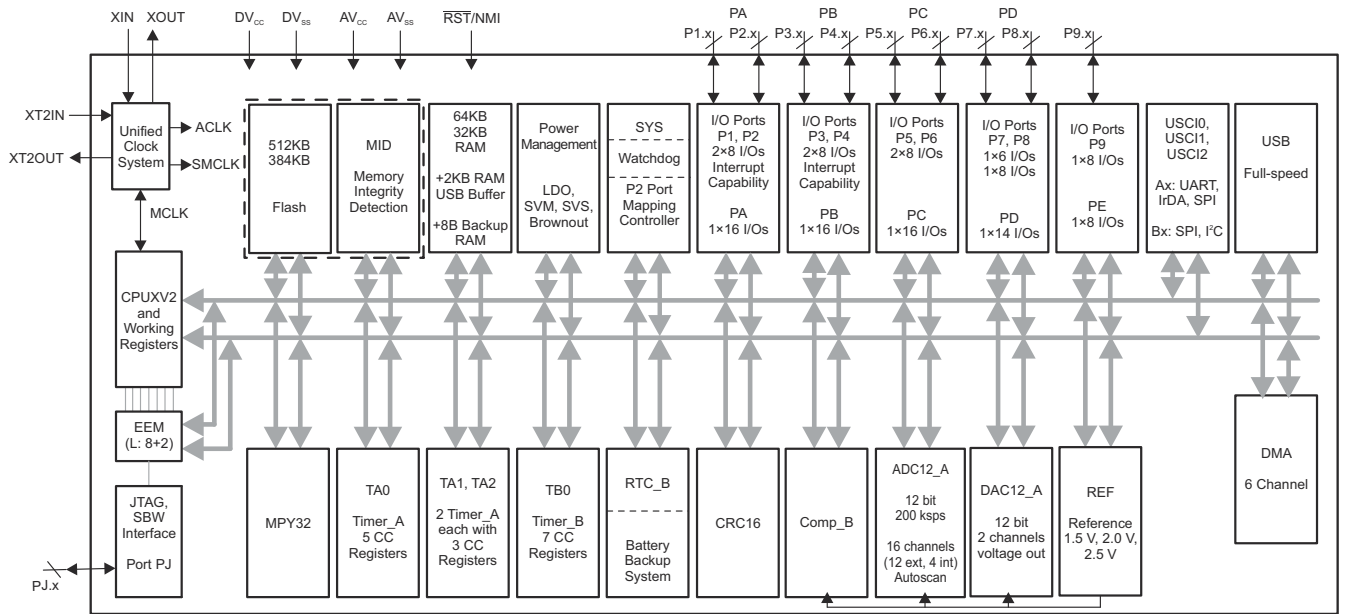 XIN XOUT DVCC DVSS AVCC AVSS RST/NMI
PA PB PC PD
P1.x P2.x P3.x P4.x P5.x P6.x P7.x P8.x P9.x
XT2IN
XT2OUT
Unified
Clock
System
ACLK
SMCLK
MCLK
512KB
384KB
Flash
MID
Memory
Integrity
Detection
64KB
32KB
RAM
+2KB RAM
USB Buffer
+8B Backup
RAM
Power
Management
LDO,
SVM, SVS,
Brownout
SYS
Watchdog
P2 Port
Mapping
Controller
I/O Ports
P1, P2
2×8 I/Os
Interrupt
Capability
PA
1×16 I/Os
I/O Ports
P3, P4
2×8 I/Os
Interrupt
Capability
PB
1×16 I/Os
I/O Ports
P5, P6
2×8 I/Os
PC
1×16 I/Os
I/O Ports
P7, P8
1×6 I/Os
1×8 I/Os
PD
1×14 I/Os
I/O Ports
P9
1×8 I/Os
PE
1×8 I/Os
USCI0,
USCI1,
USCI2
Ax: UART,
IrDA, SPI
Bx: SPI, I²C
USB
Full-speed
CPUXV2
and
Working
Registers
EEM
(L: 8+2)
JTAG,
SBW
Interface
Port PJ
PJ.x
MPY32
TA0
Timer_A
5 CC
Registers
TA1, TA2
2 Timer_A
each with
3 CC
Registers
TB0
Timer_B
7 CC
Registers
RTC_B
Battery
Backup
System
CRC16
Comp_B
ADC12_A
12 bit
200 ksps
16 channels
(12 ext, 4 int)
Autoscan
DAC12_A
12 bit
2 channels
voltage out
REF
Reference
1.5 V, 2.0 V,
2.5 V
DMA
6 Channel